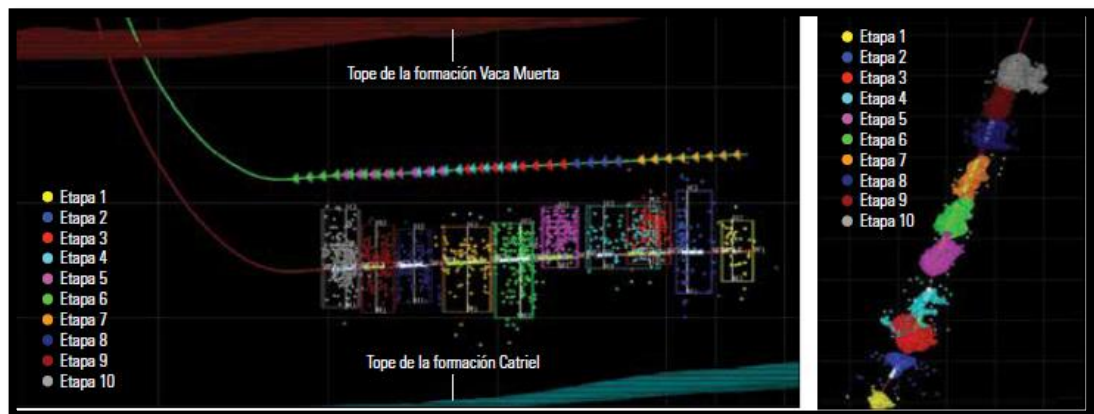 Tope de la formación Vaca Muerta
Etapa 1
Etapa 2
Etapa 3
Etapa 4
Etapa 5
Etapa 6
Etapa 7
Etapa 8
Etapa 9
Etapa 10
Tope de la formación Catriel
Etapa 1
Etapa 2
Etapa 3
Etapa 4
Etapa 5
Etapa 6
Etapa 7
Etapa 8
Etapa 9
Etapa 10